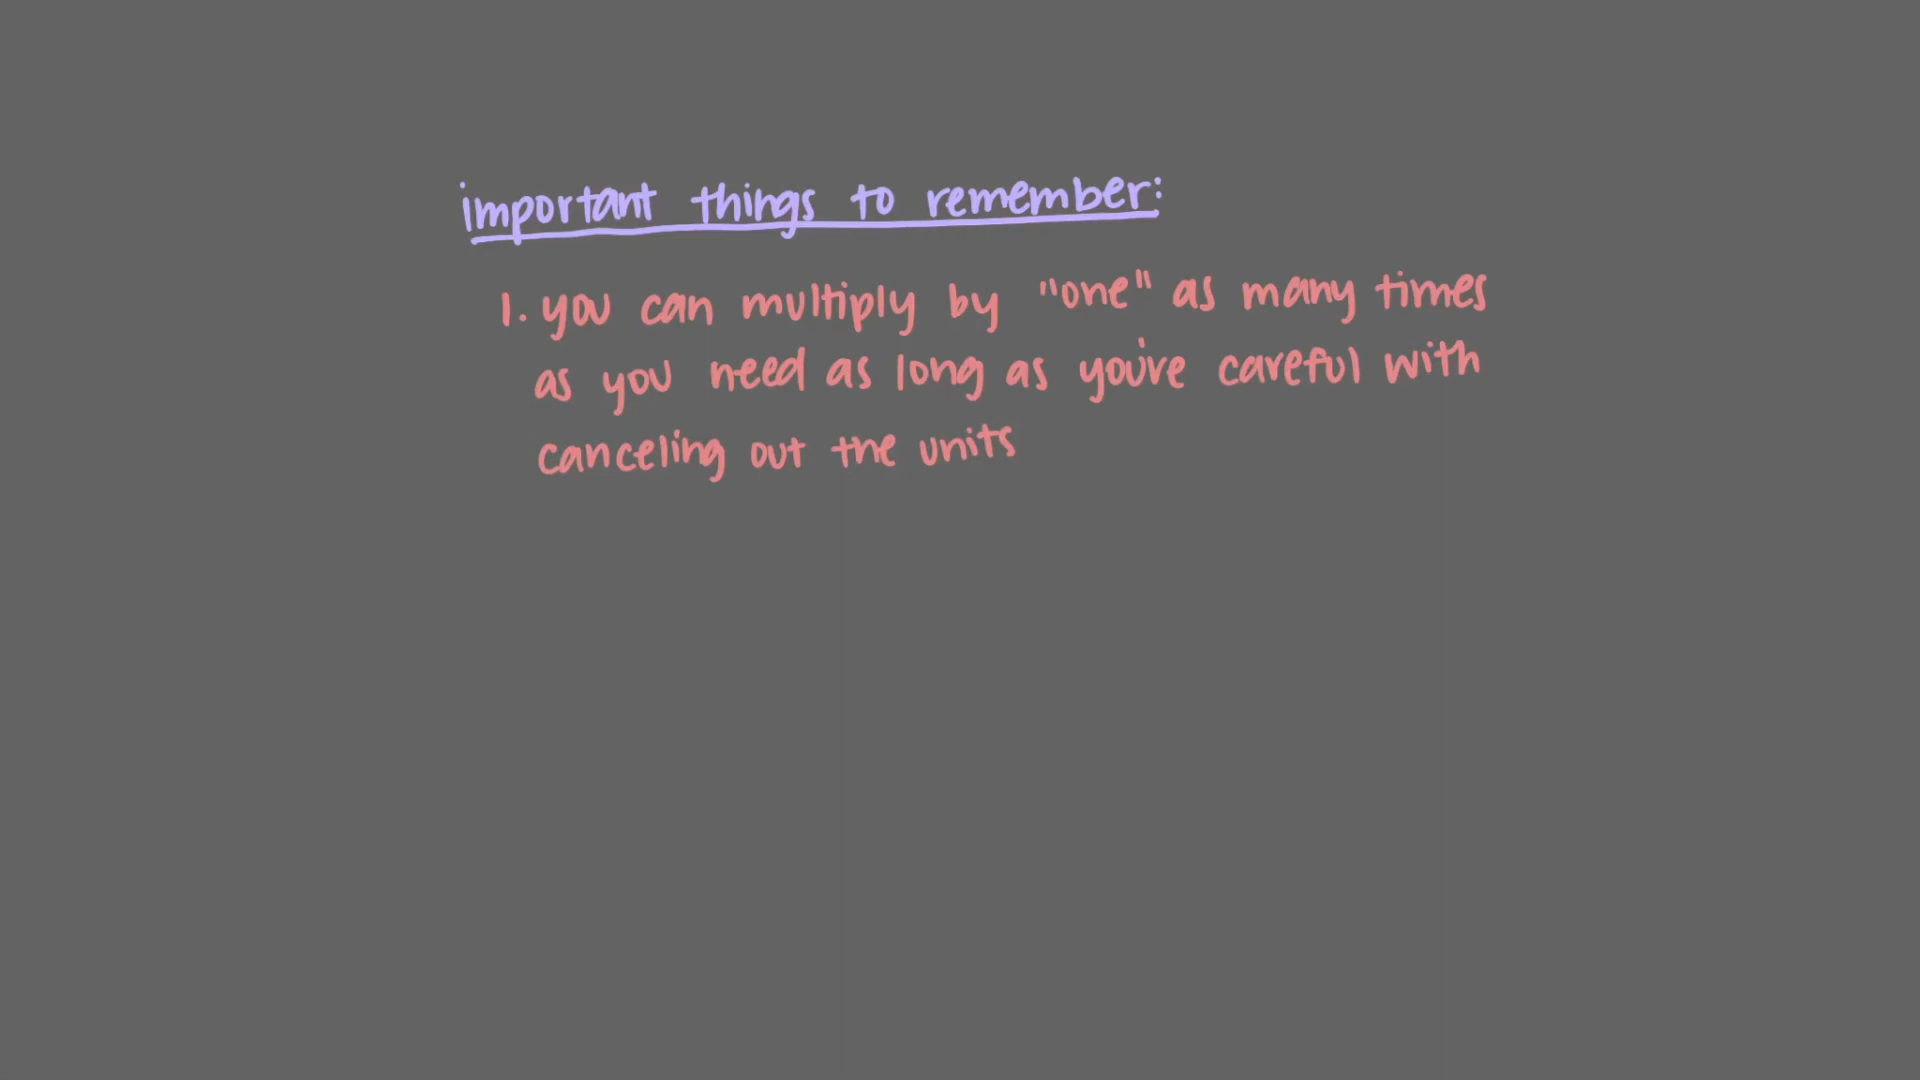 important things to remember:
1. you can multiply by "one" as many times
as you need as long as you're careful with
canceling out the units